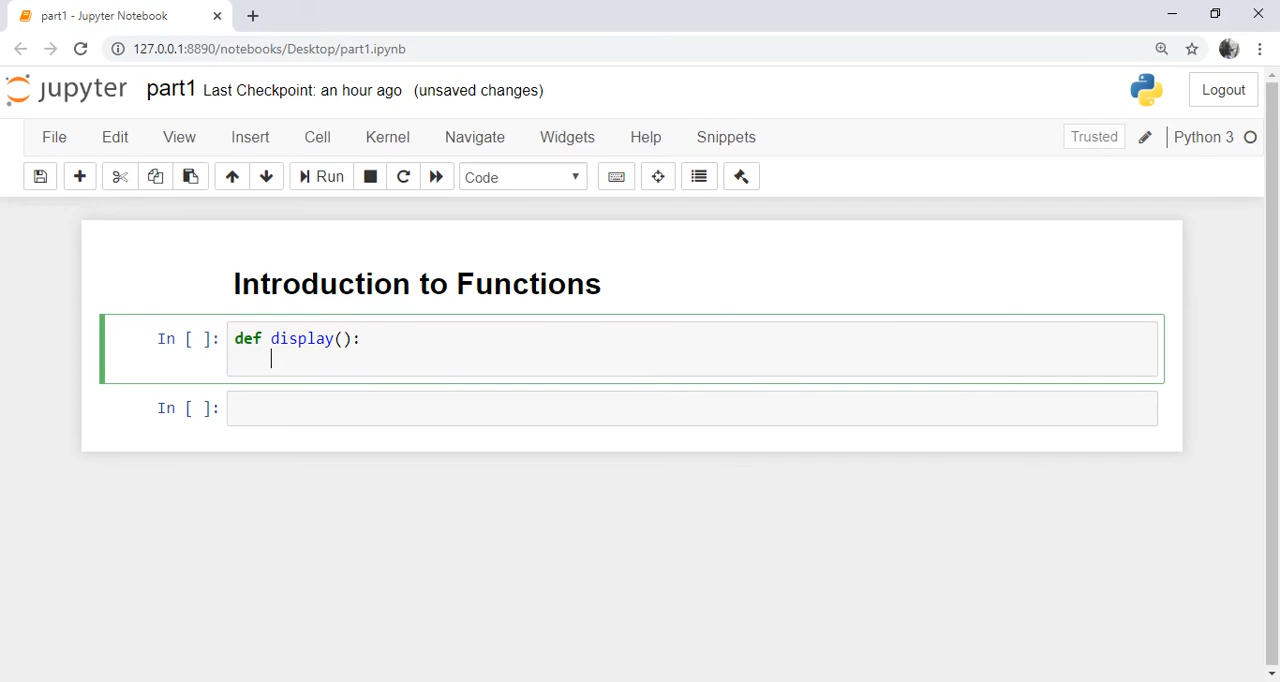 part1 - Jupyter Notebook
127.0.0.1:8890/notebooks/Desktop/part1.ipynb
jupyter part1 Last Checkpoint: an hour ago (unsaved changes) Logout
File Edit View Insert Cell Kernel Navigate Widgets Help Snippets Trusted Python 3
Run Code
Introduction to Functions
In [ ]: def display():
In [ ]: